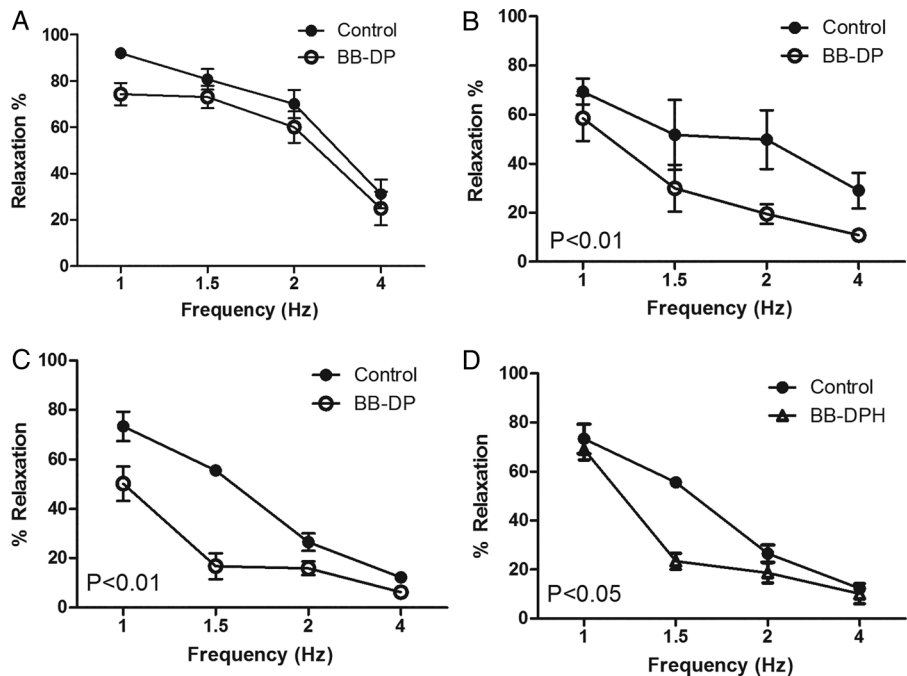 A
Control
BB-DP
Relaxation %
100
80
60
40
20
0
1 1.5 2 4
Frequency (Hz)
B
Control
BB-DP
Relaxation %
100
80
60
40
20
0
P<0.01
1 1.5 2 4
Frequency (Hz)
C
Control
BB-DP
% Relaxation
100
80
60
40
20
0
P<0.01
1 1.5 2 4
Frequency (Hz)
D
Control
BB-DPH
% Relaxation
100
80
60
40
20
0
P<0.05
1 1.5 2 4
Frequency (Hz)